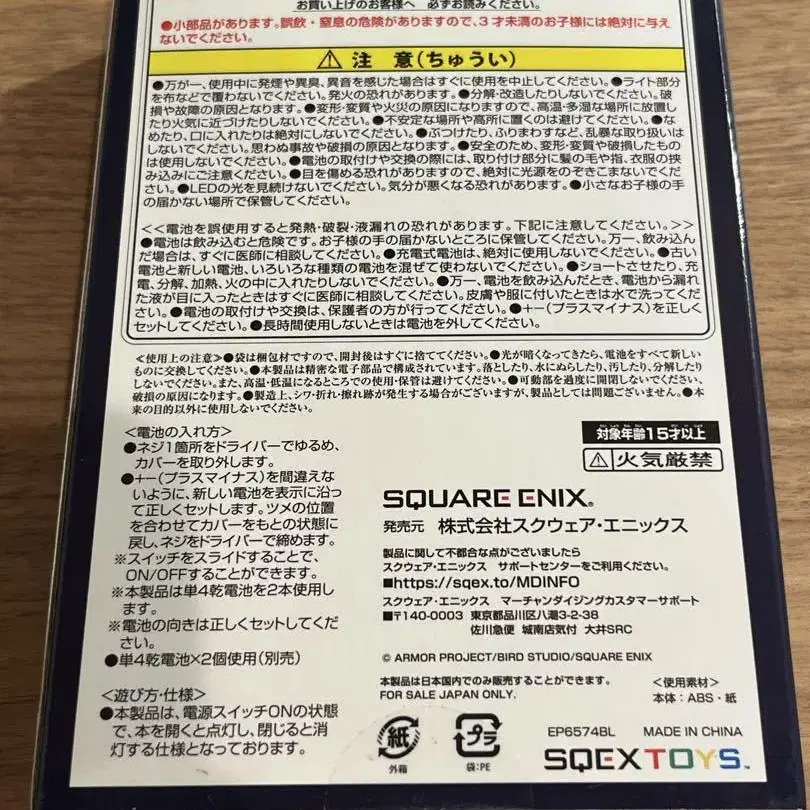 お買い上げのお客様へ 必ずお読みください。
●小部品があります。誤飲・窒息の危険がありますので、３才未満のお子様には絶対に与え
ないでください。
⚠注 意(ちゅうい)
●万が一、使用中に発煙や異臭、異音を感じた場合はすぐに使用を中止してください。●ライト部分
を布などで覆わないでください。発火の恐れがあります。●分解・改造したりしないでください。破
損や故障の原因となります。●変形・変質や火災の原因になりますので、高温・多湿な場所に放置し
たり火気に近づけたりしないでください。●不安定な場所や高所に置くのは避けてください。●な
めたり、口に入れたりは絶対にしないでください。●ぶつけたり、ふりまわすなど、乱暴な取り扱いは
しないでください。思わぬ事故や破損の原因となります。●安全のため、変形・変質や破損したもの
は使用しないでください。●電池の取付けや交換の際には、取り付け部分に髪の毛や指、衣服の挟
み込みにご注意ください。●目を傷める恐れがありますので、絶対に光源をのぞきこまないでくださ
い。●LEDの光を見続けないでください。気分が悪くなる恐れがあります。●小さなお子様の手
の届かない場所で保管してください。
<<電池を誤使用すると発熱・破裂・液漏れの恐れがあります。下記に注意してください。>>
●電池は飲み込むと危険です。お子様の手の届かないところに保管してください。万一、飲み込ん
だ場合は、すぐに医師に相談してください。●充電式電池は、絶対に使用しないでください。●古い
電池と新しい電池、いろいろな種類の電池を混ぜて使わないでください。●ショートさせたり、充
電、分解、加熱、火の中に入れたりしないでください。●万一、電池を飲み込んだとき、電池から漏れ
た液が目に入ったときはすぐに医師に相談してください。皮膚や服に付いたときは水で洗ってくださ
い。●電池の取付けや交換は、保護者の方が行ってください。●+−(プラスマイナス)を正しく
セットしてください。●長時間使用しないときは電池を外してください。
≪使用上の注意≫●袋は梱包材ですので、開封後はすぐに捨ててください。●光が暗くなってきたら、電池をすべて新しい
ものに交換してください。●本製品は精密な電子部品で構成されています。落としたり、水にぬらしたり、汚したり、分解したり
しないでください。また、高温・低温になるところでの使用・保管は避けてください。●可動部を過度に開閉しないでください、
破損の原因になります。●製造上、シワ・折れ・擦れ跡が発生する場合がございますが、製品としては問題ございません。●本
来の目的以外に使用しないでください。
<電池の入れ方>
●ネジ1箇所をドライバーでゆるめ、
カバーを取り外します。
●+−(プラスマイナス)を間違えな
いように、新しい電池を表示に沿っ
て正しくセットします。ツメの位置
を合わせてカバーをもとの状態に
戻し、ネジをドライバーで締めます。
※スイッチをスライドすることで、
ON/OFFすることができます。
※本製品は単4乾電池を2本使用し
ます。
※電池の向きは正しくセットしてくだ
さい。
●単4乾電池×2個使用(別売)
<遊び方・仕様>
●本製品は、電源スイッチONの状態
で、本を開くと点灯し、閉じると消
灯する仕様となっております。
対象年齢15才以上
⚠火気厳禁
SQUARE ENIX®
発売元 株式会社スクウェア・エニックス
製品に関して不都合な点がございましたら
スクウェア・エニックス サポートセンターをご利用ください。
■https://sqex.to/MDINFO
スクウェア・エニックス マーチャンダイジングカスタマーサポート
■〒140-0003 東京都品川区八潮3-2-38
佐川急便 城南店気付 大井SRC
© ARMOR PROJECT/BIRD STUDIO/SQUARE ENIX
本製品は日本国内でのみ販売することができます。
FOR SALE JAPAN ONLY.
<使用素材>
本体：ABS・紙
紙
外箱
プラ
袋:PE
EP6574BL MADE IN CHINA
SQEX TOYS™